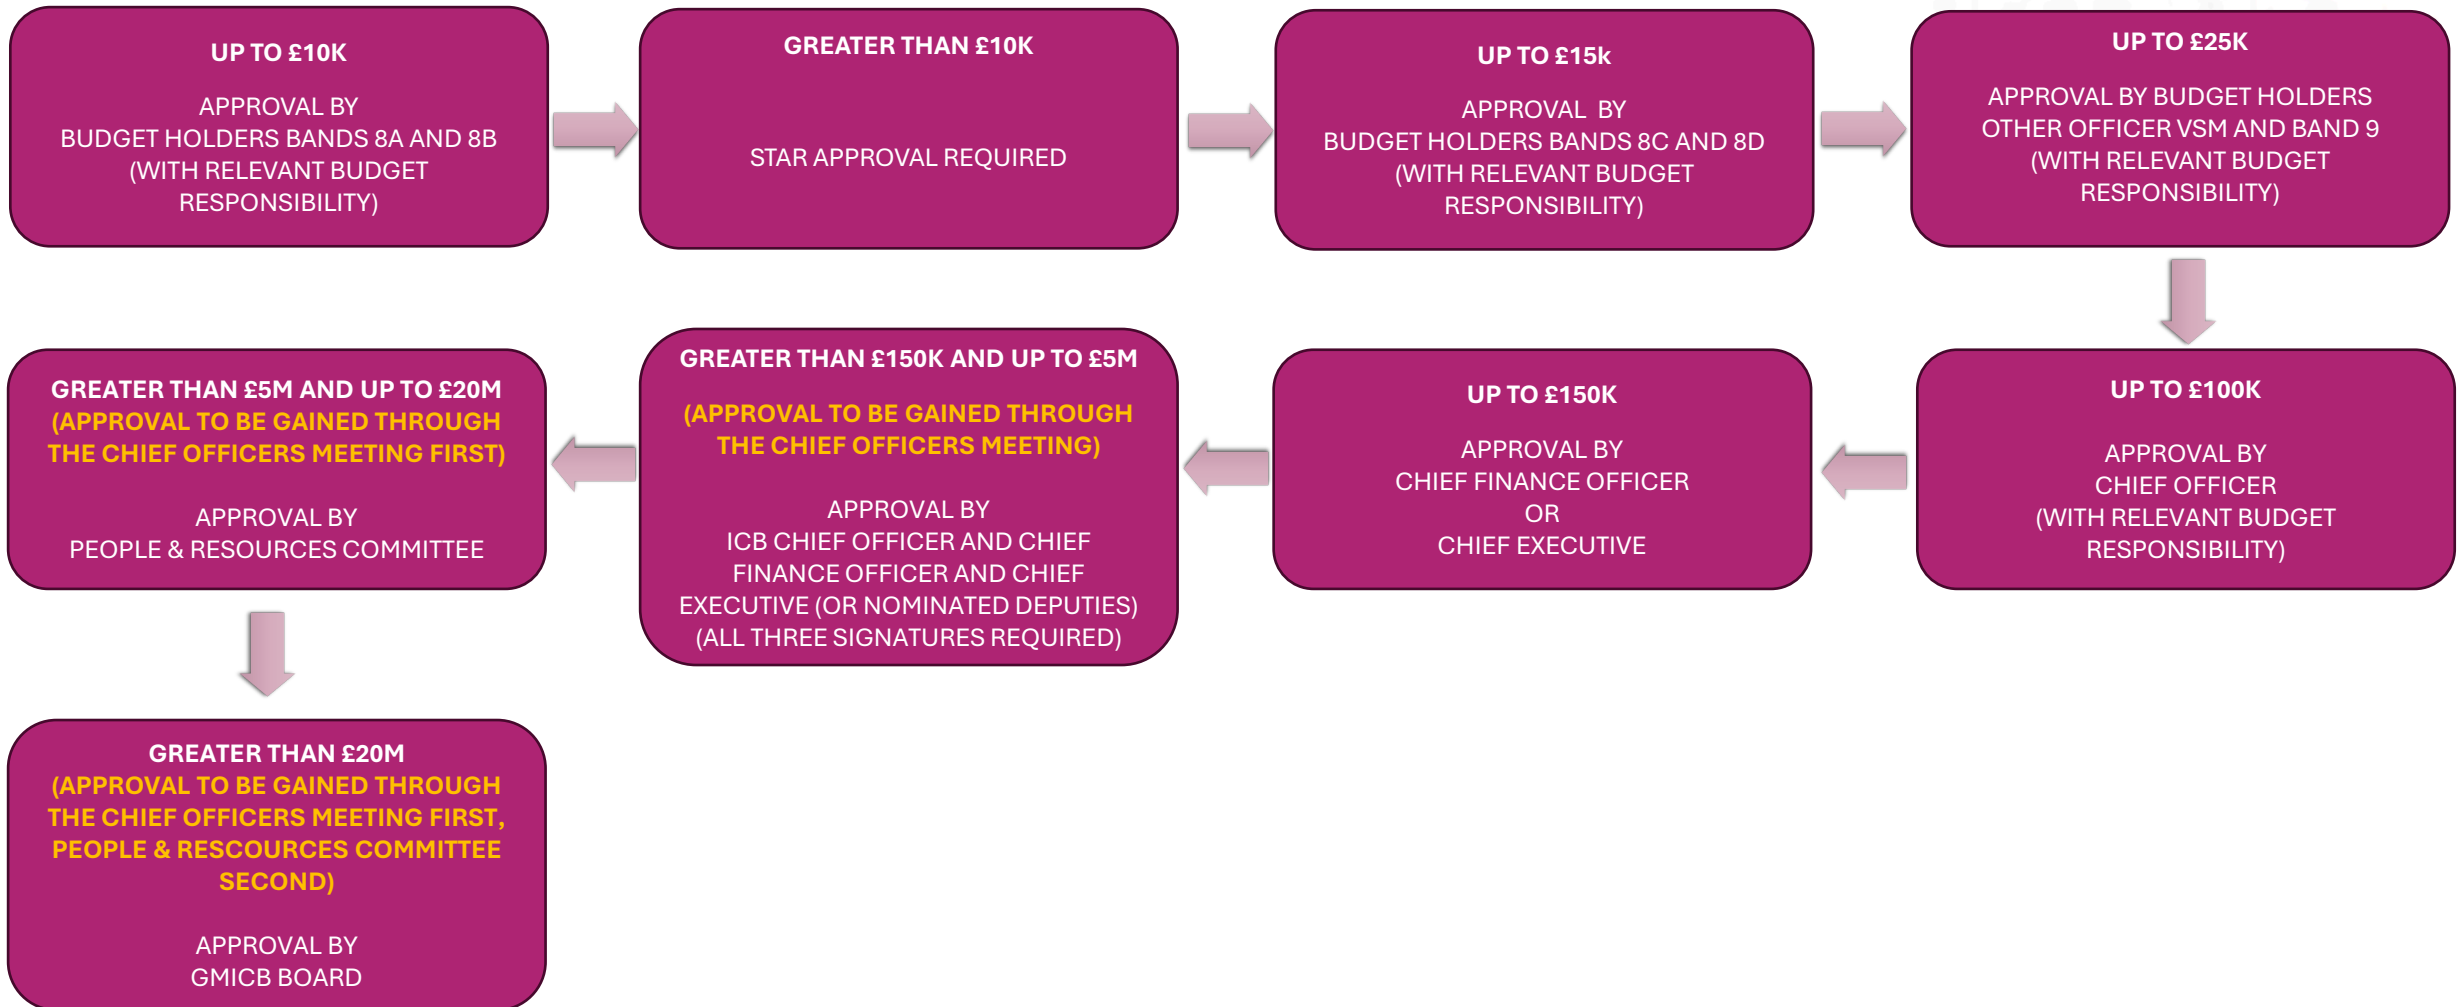 UP TO £10K
APPROVAL BY
BUDGET HOLDERS BANDS 8A AND 8B
(WITH RELEVANT BUDGET
RESPONSIBILITY)
GREATER THAN £10K
STAR APPROVAL REQUIRED
UP TO £15k
APPROVAL BY
BUDGET HOLDERS BANDS 8C AND 8D
(WITH RELEVANT BUDGET
RESPONSIBILITY)
UP TO £25K
APPROVAL BY BUDGET HOLDERS
OTHER OFFICER VSM AND BAND 9
(WITH RELEVANT BUDGET
RESPONSIBILITY)
UP TO £100K
APPROVAL BY
CHIEF OFFICER
(WITH RELEVANT BUDGET
RESPONSIBILITY)
UP TO £150K
APPROVAL BY
CHIEF FINANCE OFFICER
OR
CHIEF EXECUTIVE
GREATER THAN £150K AND UP TO £5M
(APPROVAL TO BE GAINED THROUGH
THE CHIEF OFFICERS MEETING)
APPROVAL BY
ICB CHIEF OFFICER AND CHIEF
FINANCE OFFICER AND CHIEF
EXECUTIVE (OR NOMINATED DEPUTIES)
(ALL THREE SIGNATURES REQUIRED)
GREATER THAN £5M AND UP TO £20M
(APPROVAL TO BE GAINED THROUGH
THE CHIEF OFFICERS MEETING FIRST)
APPROVAL BY
PEOPLE & RESOURCES COMMITTEE
GREATER THAN £20M
(APPROVAL TO BE GAINED THROUGH
THE CHIEF OFFICERS MEETING FIRST,
PEOPLE & RESCOURCES COMMITTEE
SECOND)
APPROVAL BY
GMICB BOARD